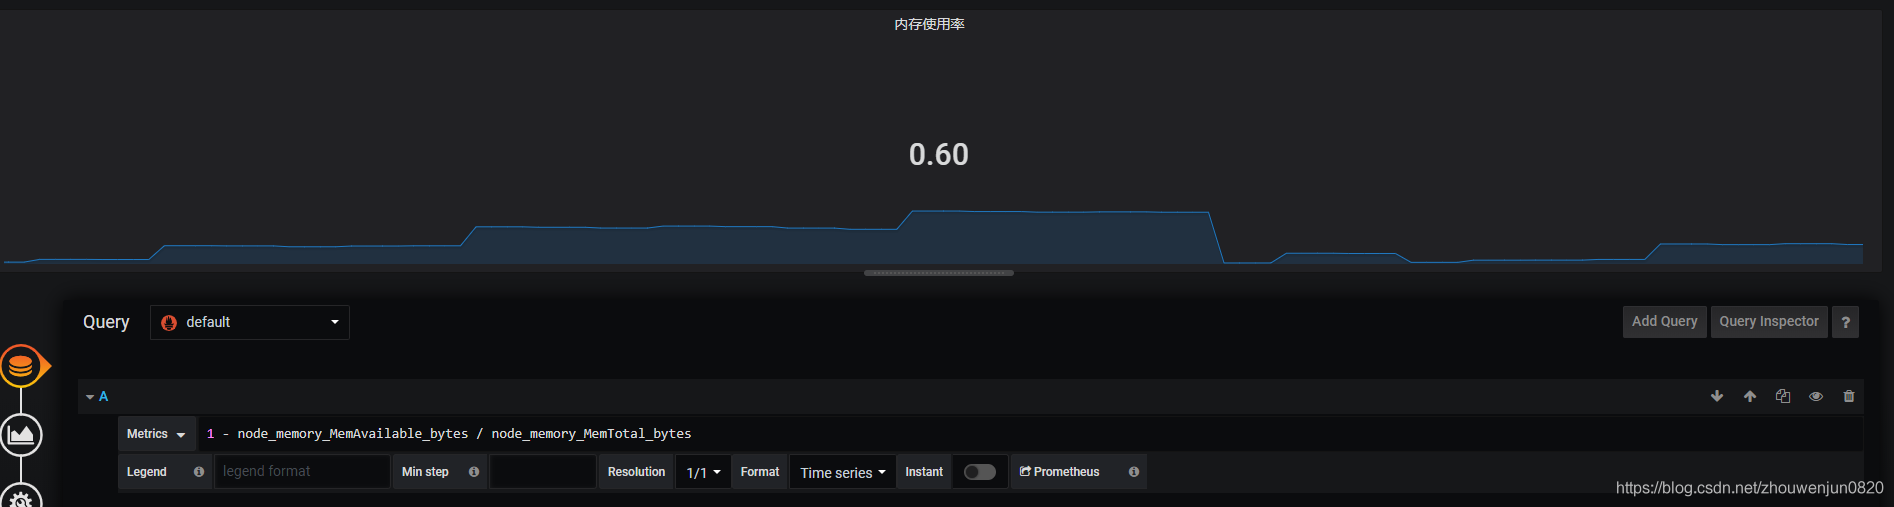 内存使用率
0.60
Query default Add Query Query Inspector ?
A
Metrics 1 - node_memory_MemAvailable_bytes / node_memory_MemTotal_bytes
Legend legend format Min step Resolution 1/1 Format Time series Instant Prometheus
https://blog.csdn.net/zhouwenjun0820